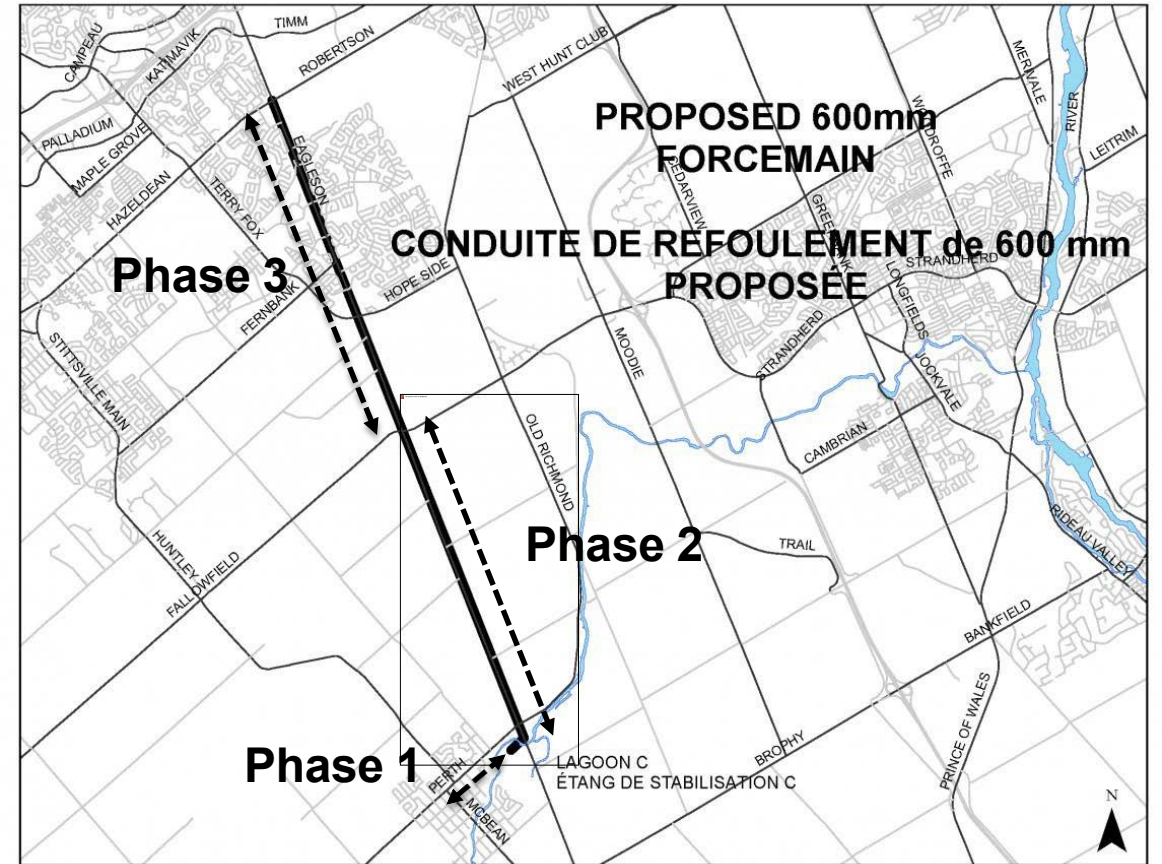 TIMM
CAMPEAU
KATIMAVIK
ROBERTSON
WEST HUNT CLUB
MERIVALE
RIVER
PROPOSED 600mm
FORCEMAIN
WOODROFFE
LEITRIM
PALLADIUM
MAPLE GROVE
HAZELDEAN
TERRY FOX
EAGLESON
CEDARVIEW
GREENBANK
CONDUITE DE REFOULEMENT de 600 mm
PROPOSÉE
STRANDHERD
LONGFIELDS
Phase 3
HOPE SIDE
FERNBANK
STITTSVILLE MAIN
MOODIE
STRANDHERD
JOCKVALE
OLD RICHMOND
CAMBRIAN
RIDEAU VALLEY
Phase 2
TRAIL
HUNTLEY
FALLOWFIELD
BANKFIELD
PRINCE OF WALES
Phase 1
PERTH
MCBEAN
LAGOON C
ÉTANG DE STABILISATION C
BROPHY
N